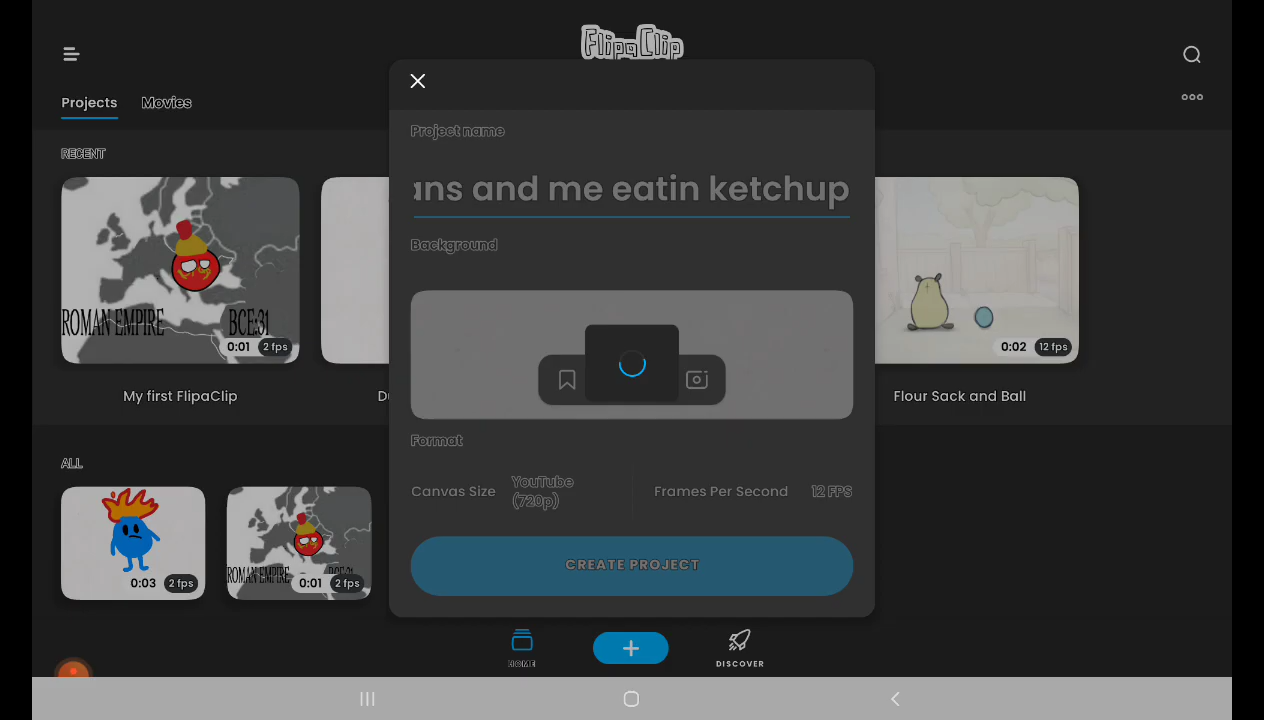 FlipaClip
Projects Movies
Project name
RECENT
ans and me eatin ketchup
Background
ROMAN EMPIRE BCE:31
0:01 2 fps
0:02 12 fps
My first FlipaClip
Flour Sack and Ball
Format
ALL
Canvas Size YouTube (720p) Frames Per Second 12 FPS
CREATE PROJECT
ROMAN EMPIRE
0:03 2 fps
0:01 2 fps
HOME
DISCOVER